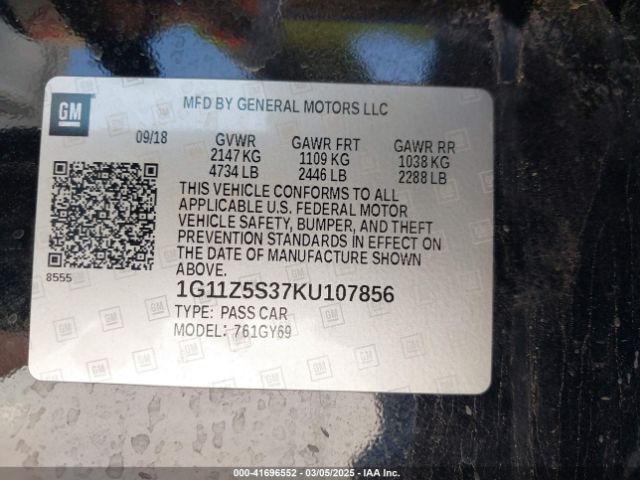 GM
MFD BY GENERAL MOTORS LLC
09/18 GVWR GAWR FRT GAWR RR
2147 KG 1109 KG 1038 KG
4734 LB 2446 LB 2288 LB
THIS VEHICLE CONFORMS TO ALL
APPLICABLE U.S. FEDERAL MOTOR
VEHICLE SAFETY, BUMPER, AND THEFT
PREVENTION STANDARDS IN EFFECT ON
THE DATE OF MANUFACTURE SHOWN
ABOVE.
8555
1G11Z5S37KU107856
TYPE: PASS CAR
MODEL: 761GY69
000-41696552 | 03/05/2025 | IAA Inc.